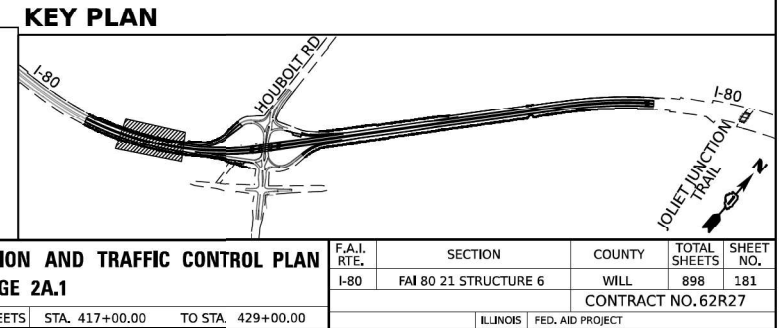 KEY PLAN
I-80
HOUBOLT RD
I-80
JOLIET JUNCTION
TRAIL
N
ION AND TRAFFIC CONTROL PLAN
GE 2A.1
EETS STA. 417+00.00 TO STA. 429+00.00
F.A.I. RTE. SECTION COUNTY TOTAL SHEETS SHEET NO.
I-80 FAI 80 21 STRUCTURE 6 WILL 898 181
CONTRACT NO. 62R27
ILLINOIS FED. AID PROJECT